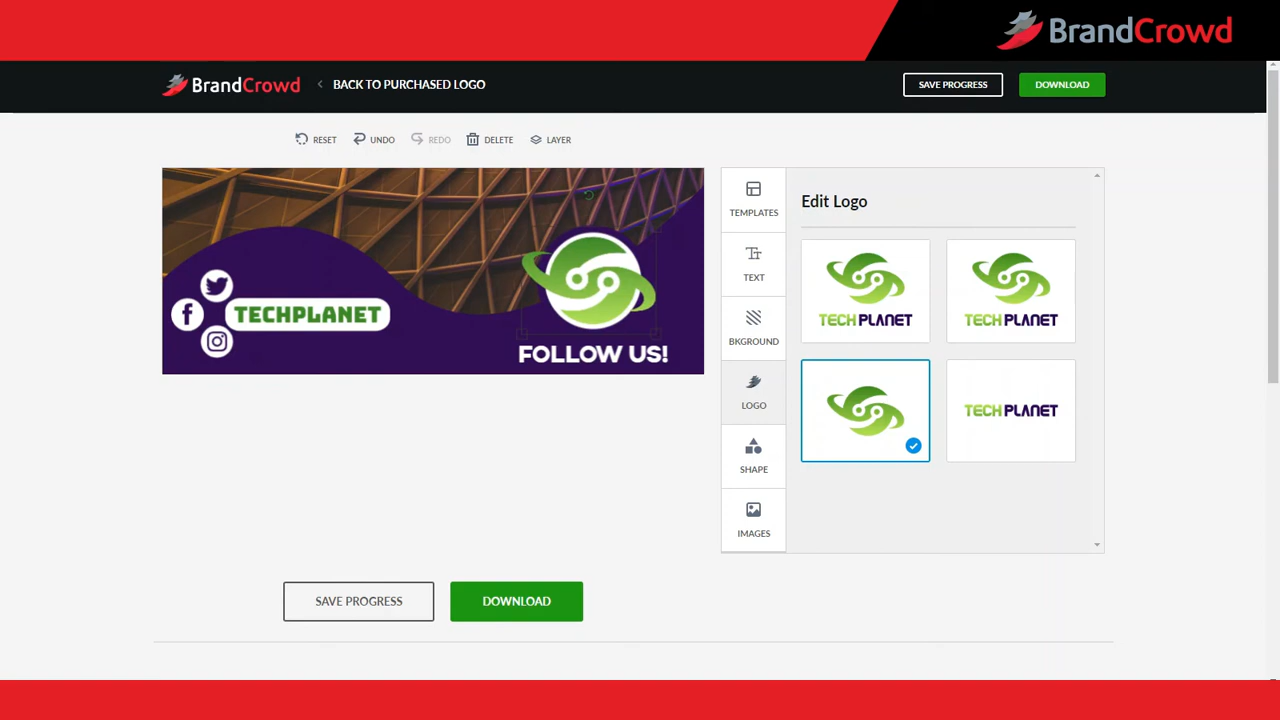 BrandCrowd
BrandCrowd
BACK TO PURCHASED LOGO
SAVE PROGRESS
DOWNLOAD
RESET
UNDO
REDO
DELETE
LAYER
TECHPLANET
FOLLOW US!
TEMPLATES
TEXT
BKGROUND
LOGO
SHAPE
IMAGES
Edit Logo
TECH PLANET
TECH PLANET
TECH PLANET
SAVE PROGRESS
DOWNLOAD